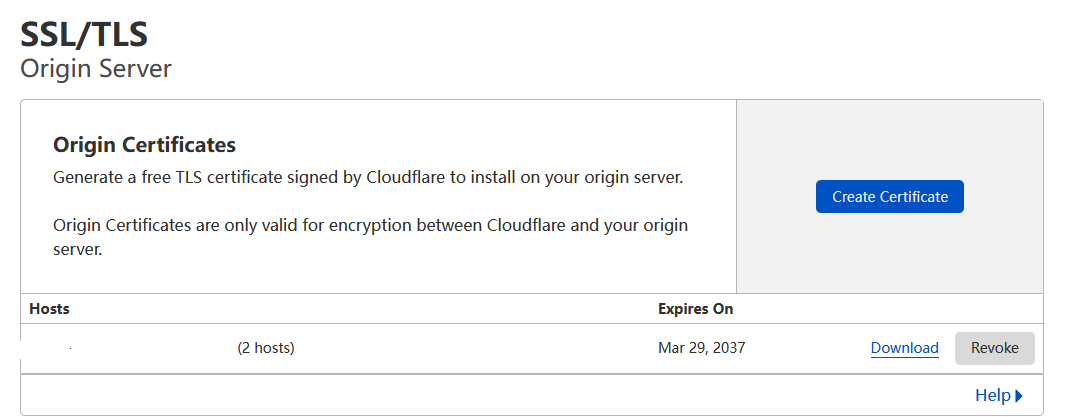 SSL/TLS
Origin Server
Origin Certificates
Generate a free TLS certificate signed by Cloudflare to install on your origin server.
Origin Certificates are only valid for encryption between Cloudflare and your origin
server.
Create Certificate
Hosts Expires On
(2 hosts) Mar 29, 2037 Download Revoke
Help